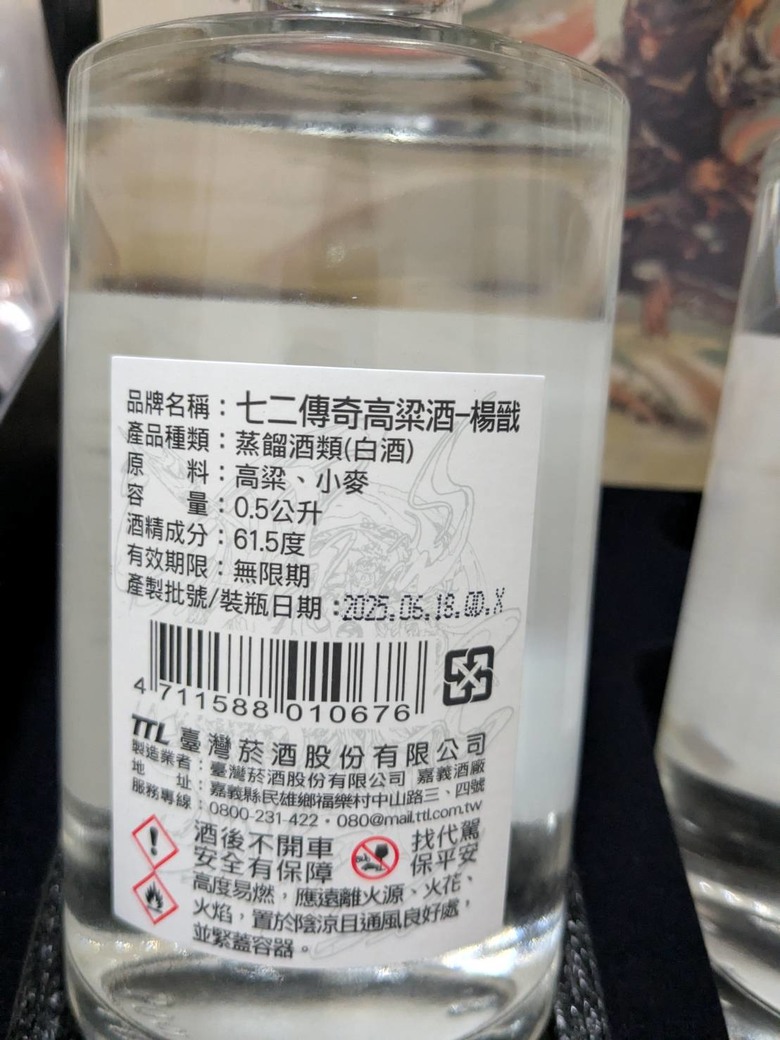 品牌名稱：七二傳奇高粱酒-楊戩
產品種類：蒸餾酒類(白酒)
原　　料：高粱、小麥
容　　量：0.5公升
酒精成分：61.5度
有效期限：無限期
產製批號/裝瓶日期：2025.06.18.QD.X
4 711588 010676
TTL 臺灣菸酒股份有限公司
製造業者：臺灣菸酒股份有限公司 嘉義酒廠
地　　址：嘉義縣民雄鄉福樂村中山路三、四號
服務專線：0800-231-422・080@mail.ttl.com.tw
酒後不開車 找代駕
安全有保障 保平安
高度易燃，應遠離火源、火花、
火焰，置於陰涼且通風良好處，
並緊蓋容器。